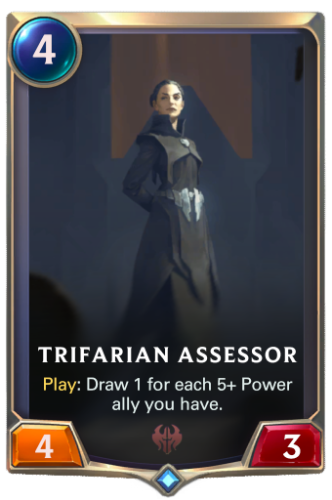 4
TRIFARIAN ASSESSOR
Play: Draw 1 for each 5+ Power
ally you have.
4 3